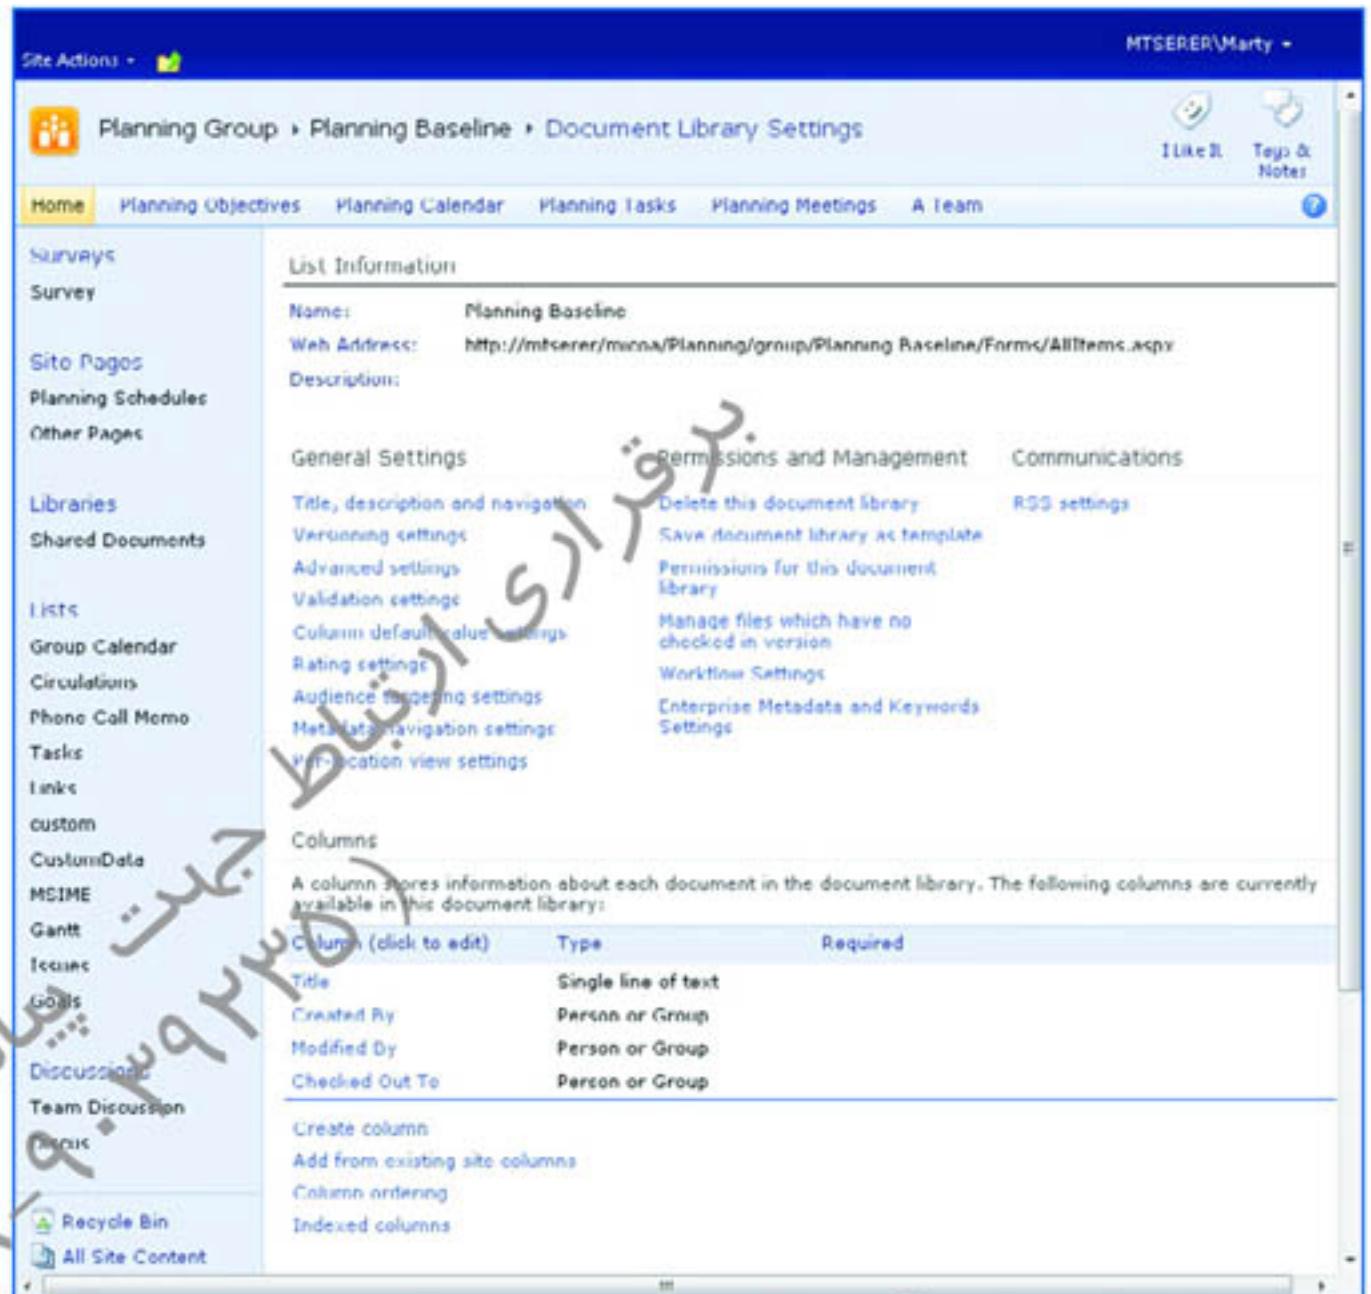 MTSERER\Marty
Site Actions
Planning Group › Planning Baseline › Document Library Settings
I Like It
Tags & Notes
Home Planning Objectives Planning Calendar Planning Tasks Planning Meetings A Team
Surveys
Survey
Site Pages
Planning Schedules
Other Pages
Libraries
Shared Documents
Lists
Group Calendar
Circulations
Phone Call Memo
Tasks
Links
custom
CustomData
MSIME
Gantt
Issues
Goals
Discussions
Team Discussion
Discus
Recycle Bin
All Site Content
List Information
Name: Planning Baseline
Web Address: http://mtserer/micoa/Planning/group/Planning Baseline/Forms/AllItems.aspx
Description:
General Settings
Title, description and navigation
Versioning settings
Advanced settings
Validation settings
Column default value settings
Rating settings
Audience targeting settings
Metadata navigation settings
Per-location view settings
Permissions and Management
Delete this document library
Save document library as template
Permissions for this document
library
Manage files which have no
checked in version
Workflow Settings
Enterprise Metadata and Keywords
Settings
Communications
RSS settings
Columns
A column stores information about each document in the document library. The following columns are currently
available in this document library:
Column (click to edit) Type Required
Title Single line of text
Created By Person or Group
Modified By Person or Group
Checked Out To Person or Group
Create column
Add from existing site columns
Column ordering
Indexed columns
جهت برقراری ارتباط